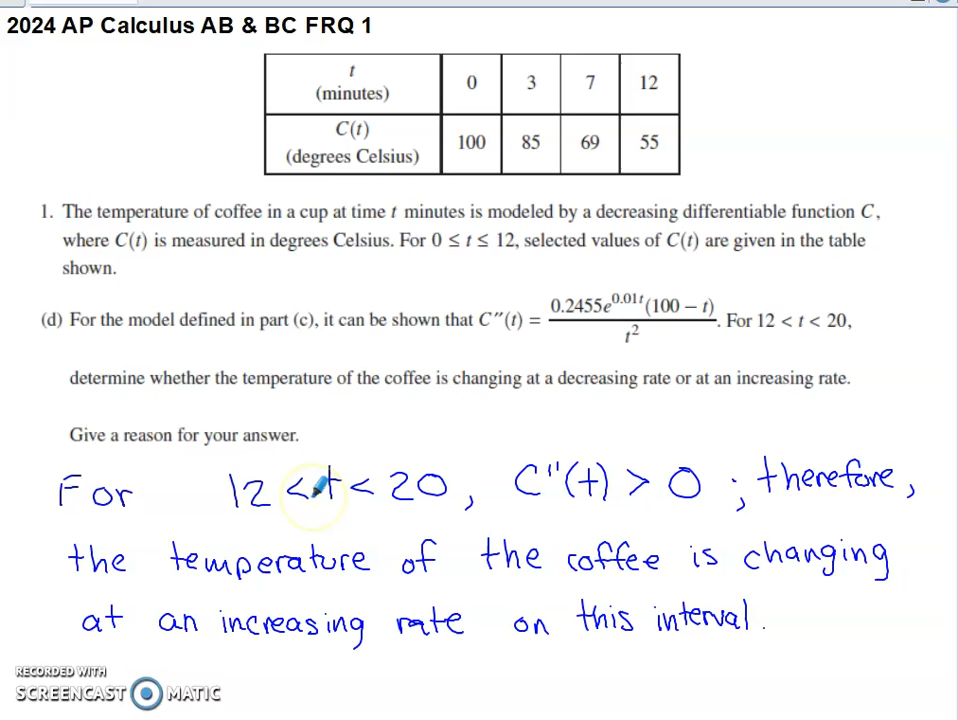 2024 AP Calculus AB & BC FRQ 1
t (minutes) 0 3 7 12
C(t) (degrees Celsius) 100 85 69 55
1. The temperature of coffee in a cup at time t minutes is modeled by a decreasing differentiable function C,
where C(t) is measured in degrees Celsius. For 0 ≤ t ≤ 12, selected values of C(t) are given in the table
shown.
(d) For the model defined in part (c), it can be shown that C″(t) = 0.2455e^{0.01t}(100 − t) / t^2. For 12 < t < 20,
determine whether the temperature of the coffee is changing at a decreasing rate or at an increasing rate.
Give a reason for your answer.
For 12 < t < 20, C"(t) > 0 ; therefore,
the temperature of the coffee is changing
at an increasing rate on this interval.
RECORDED WITH
SCREENCAST MATIC